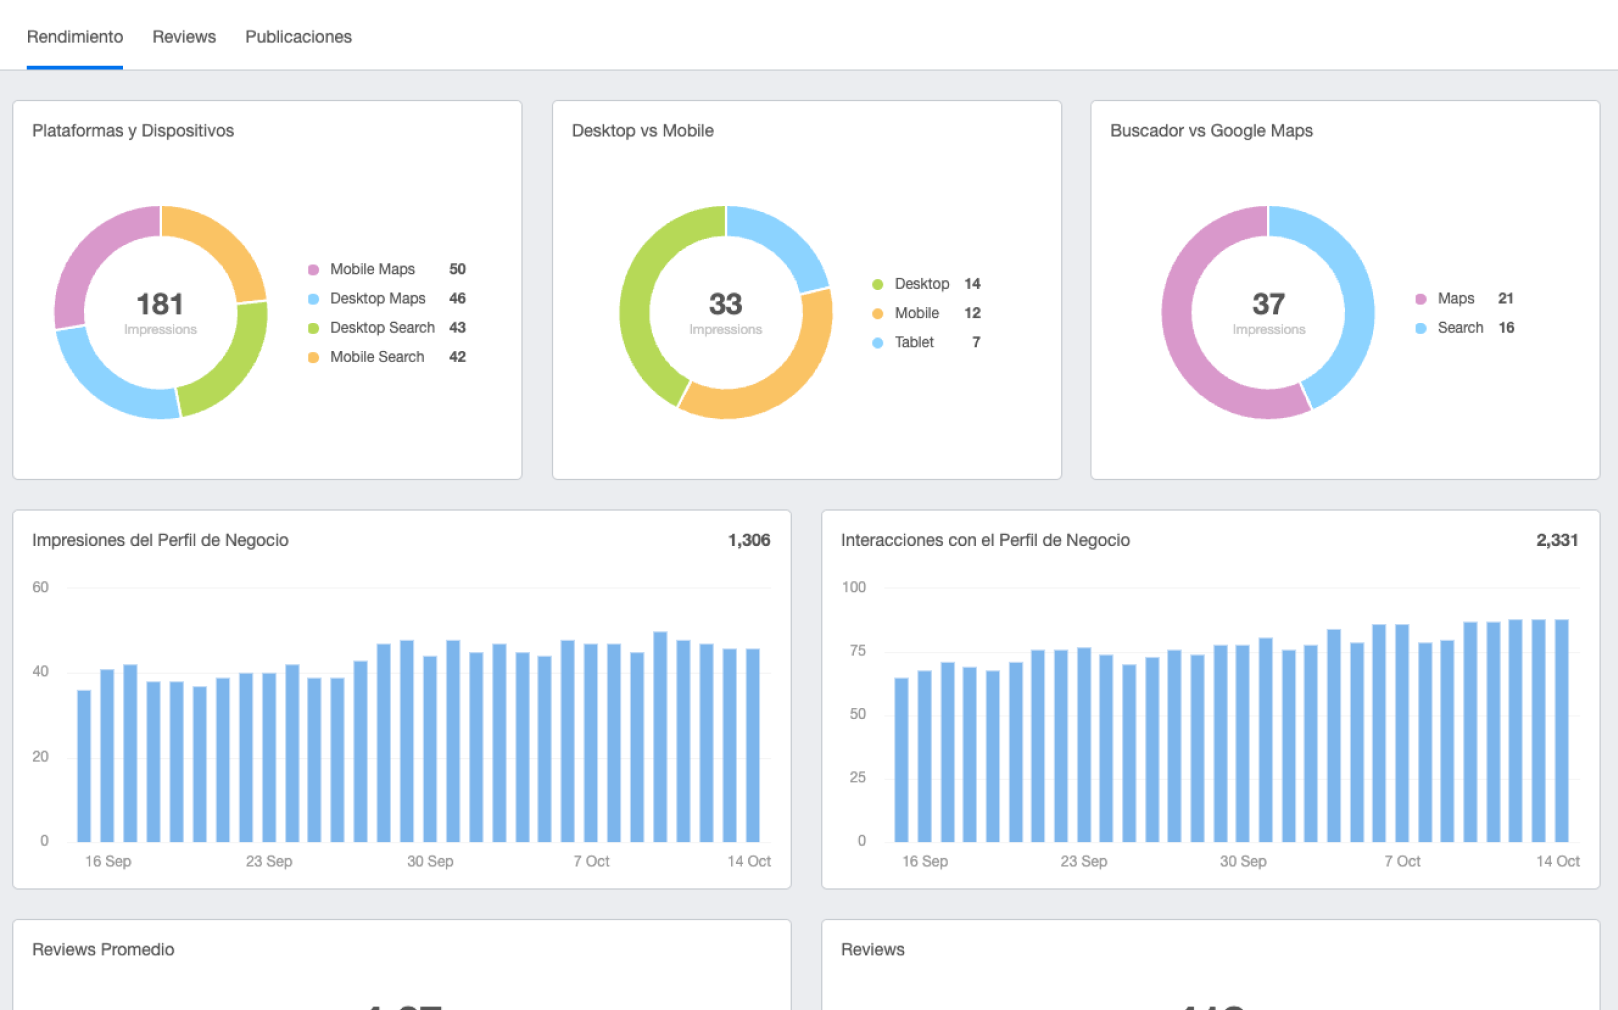 Rendimiento Reviews Publicaciones
Plataformas y Dispositivos
181
Impressions
Mobile Maps 50
Desktop Maps 46
Desktop Search 43
Mobile Search 42
Desktop vs Mobile
33
Impressions
Desktop 14
Mobile 12
Tablet 7
Buscador vs Google Maps
37
Impressions
Maps 21
Search 16
Impresiones del Perfil de Negocio 1,306
60
40
20
0
16 Sep 23 Sep 30 Sep 7 Oct 14 Oct
Interacciones con el Perfil de Negocio 2,331
100
75
50
25
0
16 Sep 23 Sep 30 Sep 7 Oct 14 Oct
Reviews Promedio
Reviews